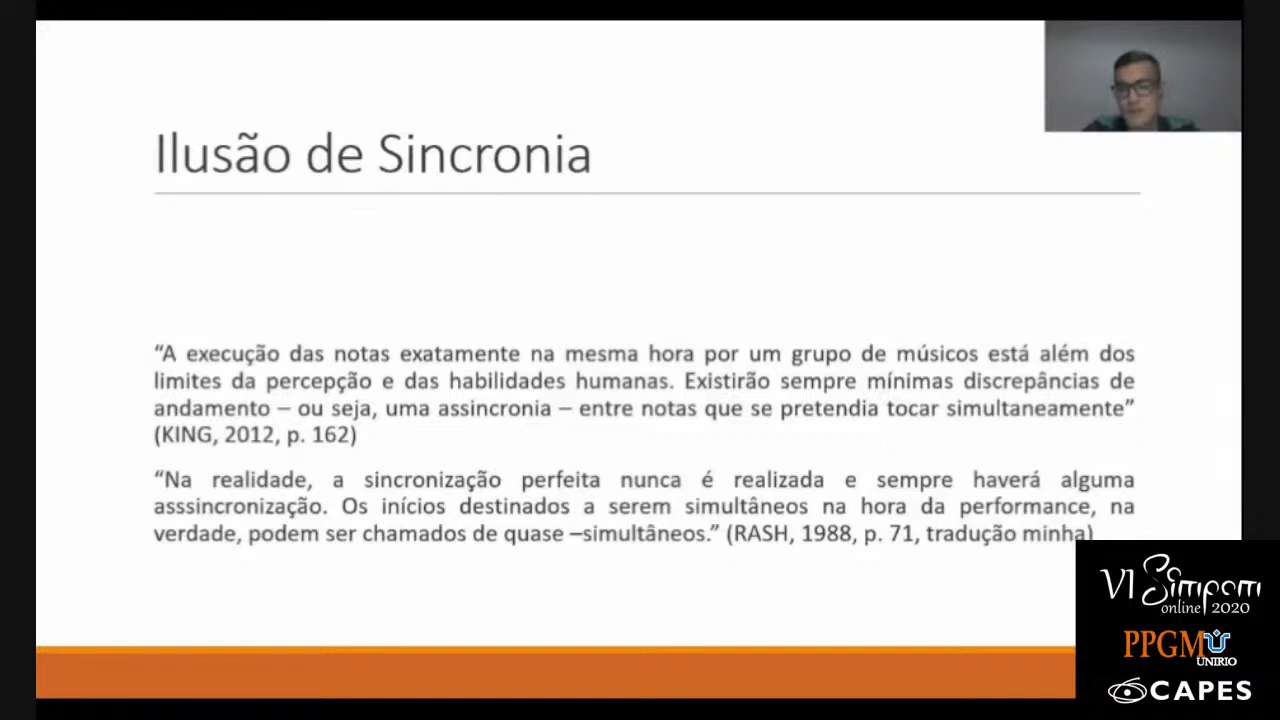 Ilusão de Sincronia
“A execução das notas exatamente na mesma hora por um grupo de músicos está além dos
limites da percepção e das habilidades humanas. Existirão sempre mínimas discrepâncias de
andamento – ou seja, uma assincronia – entre notas que se pretendia tocar simultaneamente”
(KING, 2012, p. 162)
“Na realidade, a sincronização perfeita nunca é realizada e sempre haverá alguma
asssincronização. Os inícios destinados a serem simultâneos na hora da performance, na
verdade, podem ser chamados de quase –simultâneos.” (RASH, 1988, p. 71, tradução minha)
VI Simpom
online 2020
PPGM
UNIRIO
CAPES